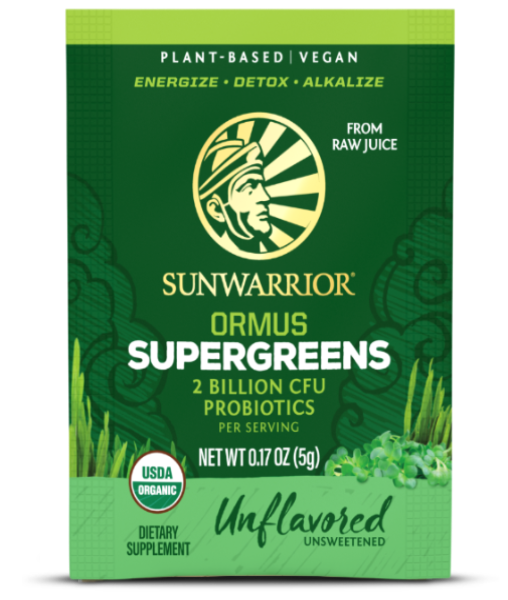 PLANT-BASED | VEGAN
ENERGIZE • DETOX • ALKALIZE
FROM
RAW JUICE
SUNWARRIOR®
ORMUS
SUPERGREENS
2 BILLION CFU
PROBIOTICS
PER SERVING
NET WT 0.17 OZ (5g)
USDA
ORGANIC
DIETARY
SUPPLEMENT
Unflavored
UNSWEETENED